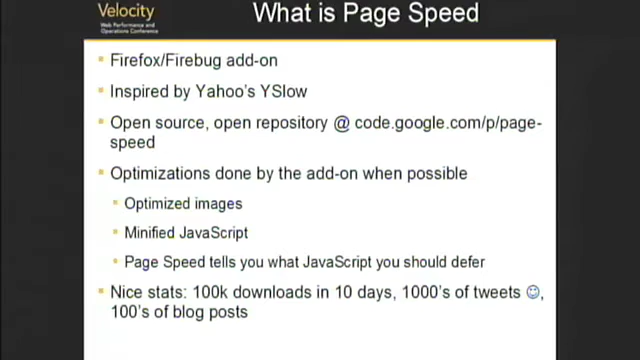 Velocity
Web Performance and
Operations Conference
What is Page Speed
Firefox/Firebug add-on
Inspired by Yahoo's YSlow
Open source, open repository @ code.google.com/p/page-
speed
Optimizations done by the add-on when possible
Optimized images
Minified JavaScript
Page Speed tells you what JavaScript you should defer
Nice stats: 100k downloads in 10 days, 1000's of tweets ☺,
100's of blog posts